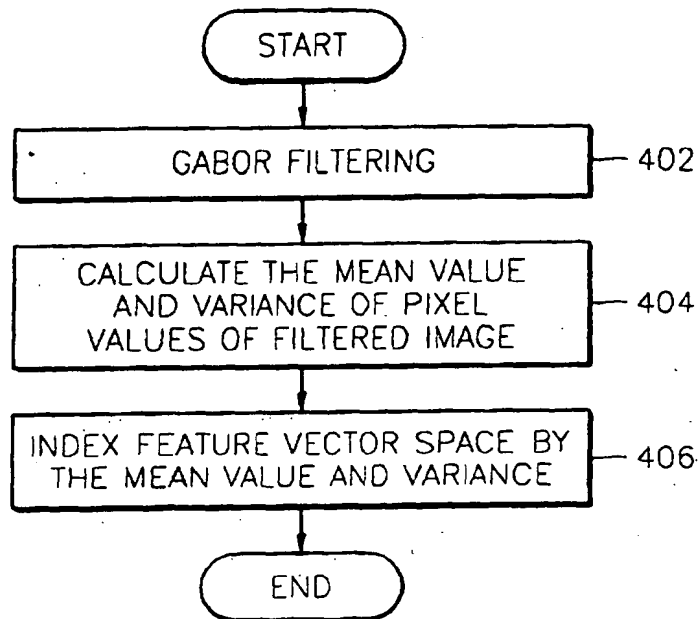 START
GABOR FILTERING
402
CALCULATE THE MEAN VALUE
AND VARIANCE OF PIXEL
VALUES OF FILTERED IMAGE
404
INDEX FEATURE VECTOR SPACE BY
THE MEAN VALUE AND VARIANCE
406
END